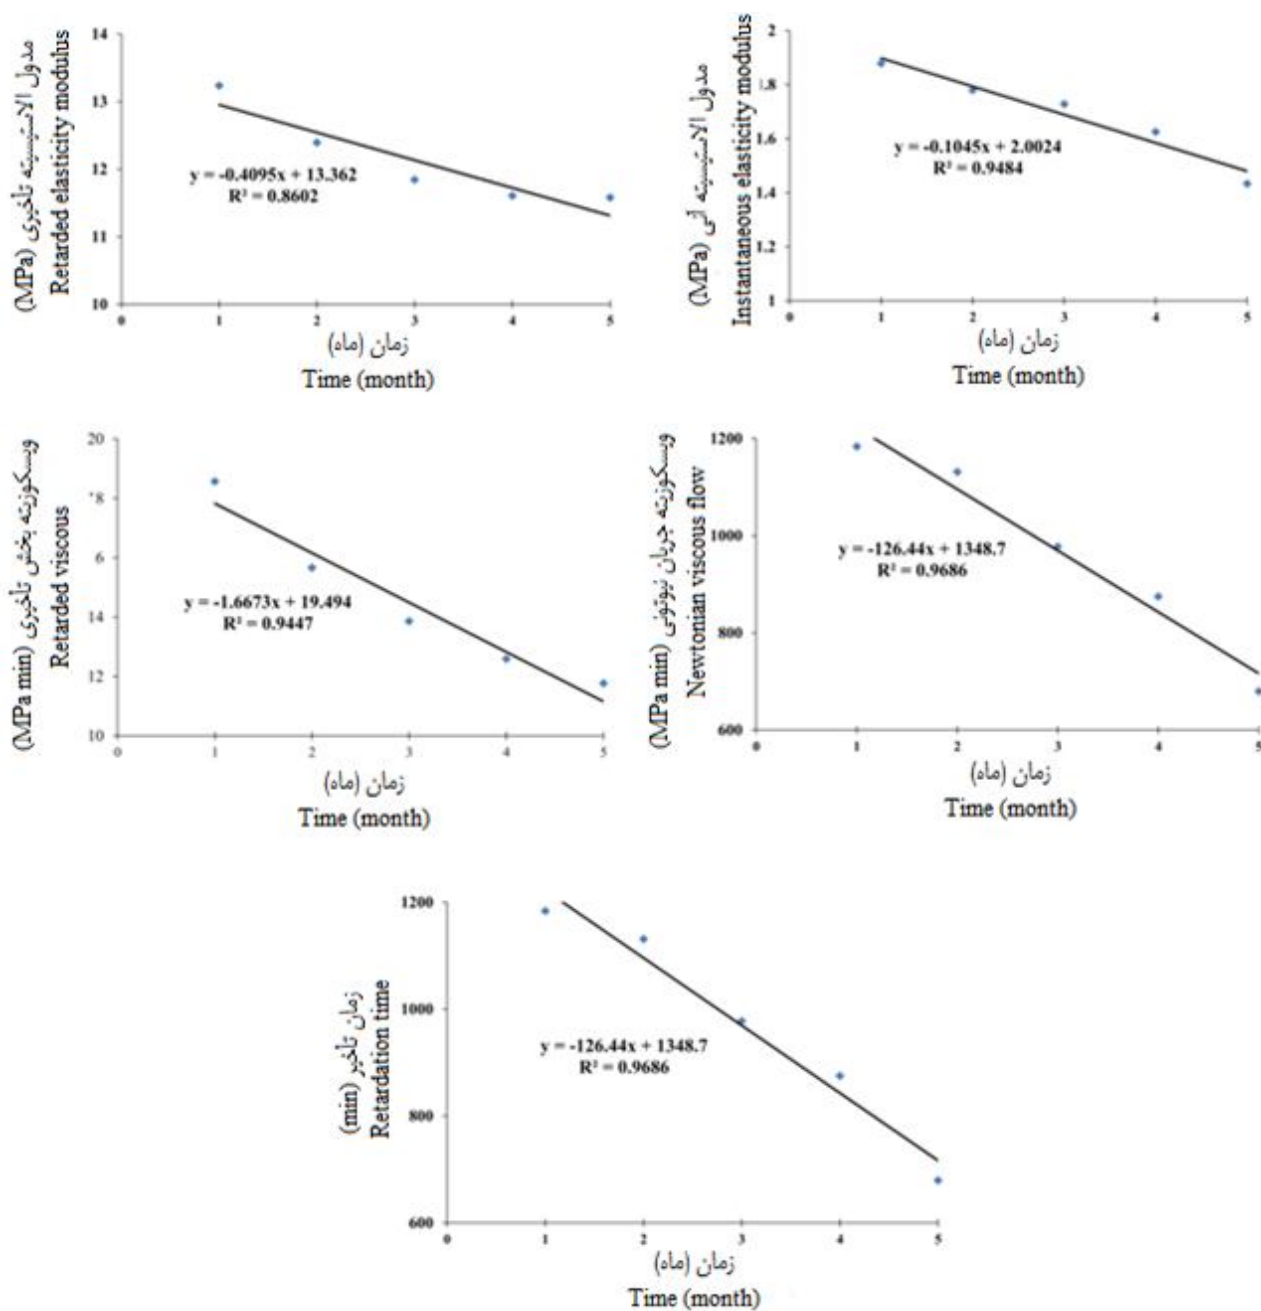 مدول الاستیسیته تأخیری (MPa)
Retarded elasticity modulus
14
13
12
11
10
y = -0.4095x + 13.362
R² = 0.8602
0 1 2 3 4 5
زمان (ماه)
Time (month)
مدول الاستیسیته آنی (MPa)
Instantaneous elasticity modulus
2
1.8
1.6
1.4
1.2
1
y = -0.1045x + 2.0024
R² = 0.9484
0 1 2 3 4 5
زمان (ماه)
Time (month)
ویسکوزیته بخش تأخیری (MPa min)
Retarded viscous
20
'8
'6
14
12
10
y = -1.6673x + 19.494
R² = 0.9447
0 1 2 3 4 5
زمان (ماه)
Time (month)
ویسکوزیته جریان نیوتونی (MPa min)
Newtonian viscous flow
1200
1000
800
600
y = -126.44x + 1348.7
R² = 0.9686
0 1 2 3 4 5
زمان (ماه)
Time (month)
زمان تأخیر (min)
Retardation time
1200
1000
800
600
y = -126.44x + 1348.7
R² = 0.9686
0 1 2 3 4 5
زمان (ماه)
Time (month)